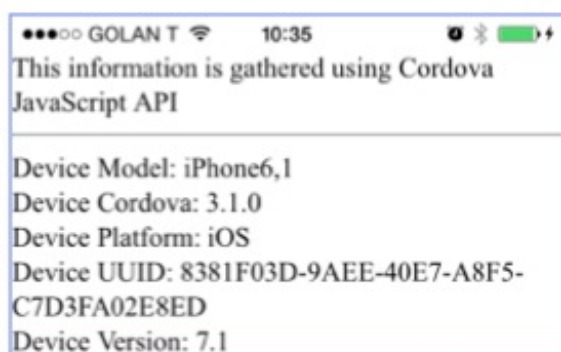 GOLAN T 10:35
This information is gathered using Cordova
JavaScript API
Device Model: iPhone6,1
Device Cordova: 3.1.0
Device Platform: iOS
Device UUID: 8381F03D-9AEE-40E7-A8F5-
C7D3FA02E8ED
Device Version: 7.1